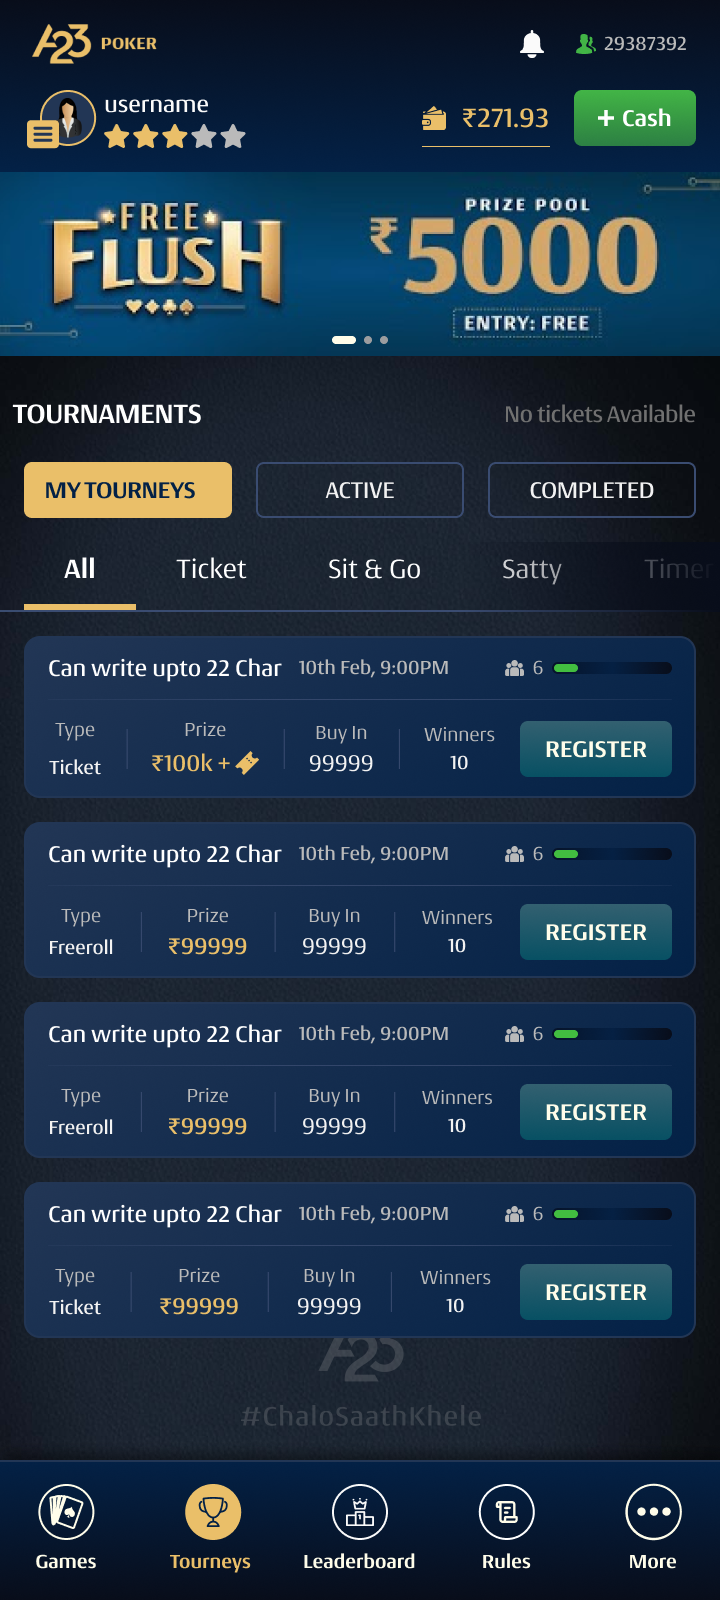 A23 POKER
29387392
username
₹271.93
+ Cash
FREE
FLUSH
PRIZE POOL
₹5000
ENTRY: FREE
TOURNAMENTS
No tickets Available
MY TOURNEYS
ACTIVE
COMPLETED
All
Ticket
Sit & Go
Satty
Timer
Can write upto 22 Char 10th Feb, 9:00PM 6
Type Prize Buy In Winners
Ticket ₹100k + 99999 10
REGISTER
Can write upto 22 Char 10th Feb, 9:00PM 6
Type Prize Buy In Winners
Freeroll ₹99999 99999 10
REGISTER
Can write upto 22 Char 10th Feb, 9:00PM 6
Type Prize Buy In Winners
Freeroll ₹99999 99999 10
REGISTER
Can write upto 22 Char 10th Feb, 9:00PM 6
Type Prize Buy In Winners
Ticket ₹99999 99999 10
REGISTER
A23
#ChaloSaathKhele
Games
Tourneys
Leaderboard
Rules
More